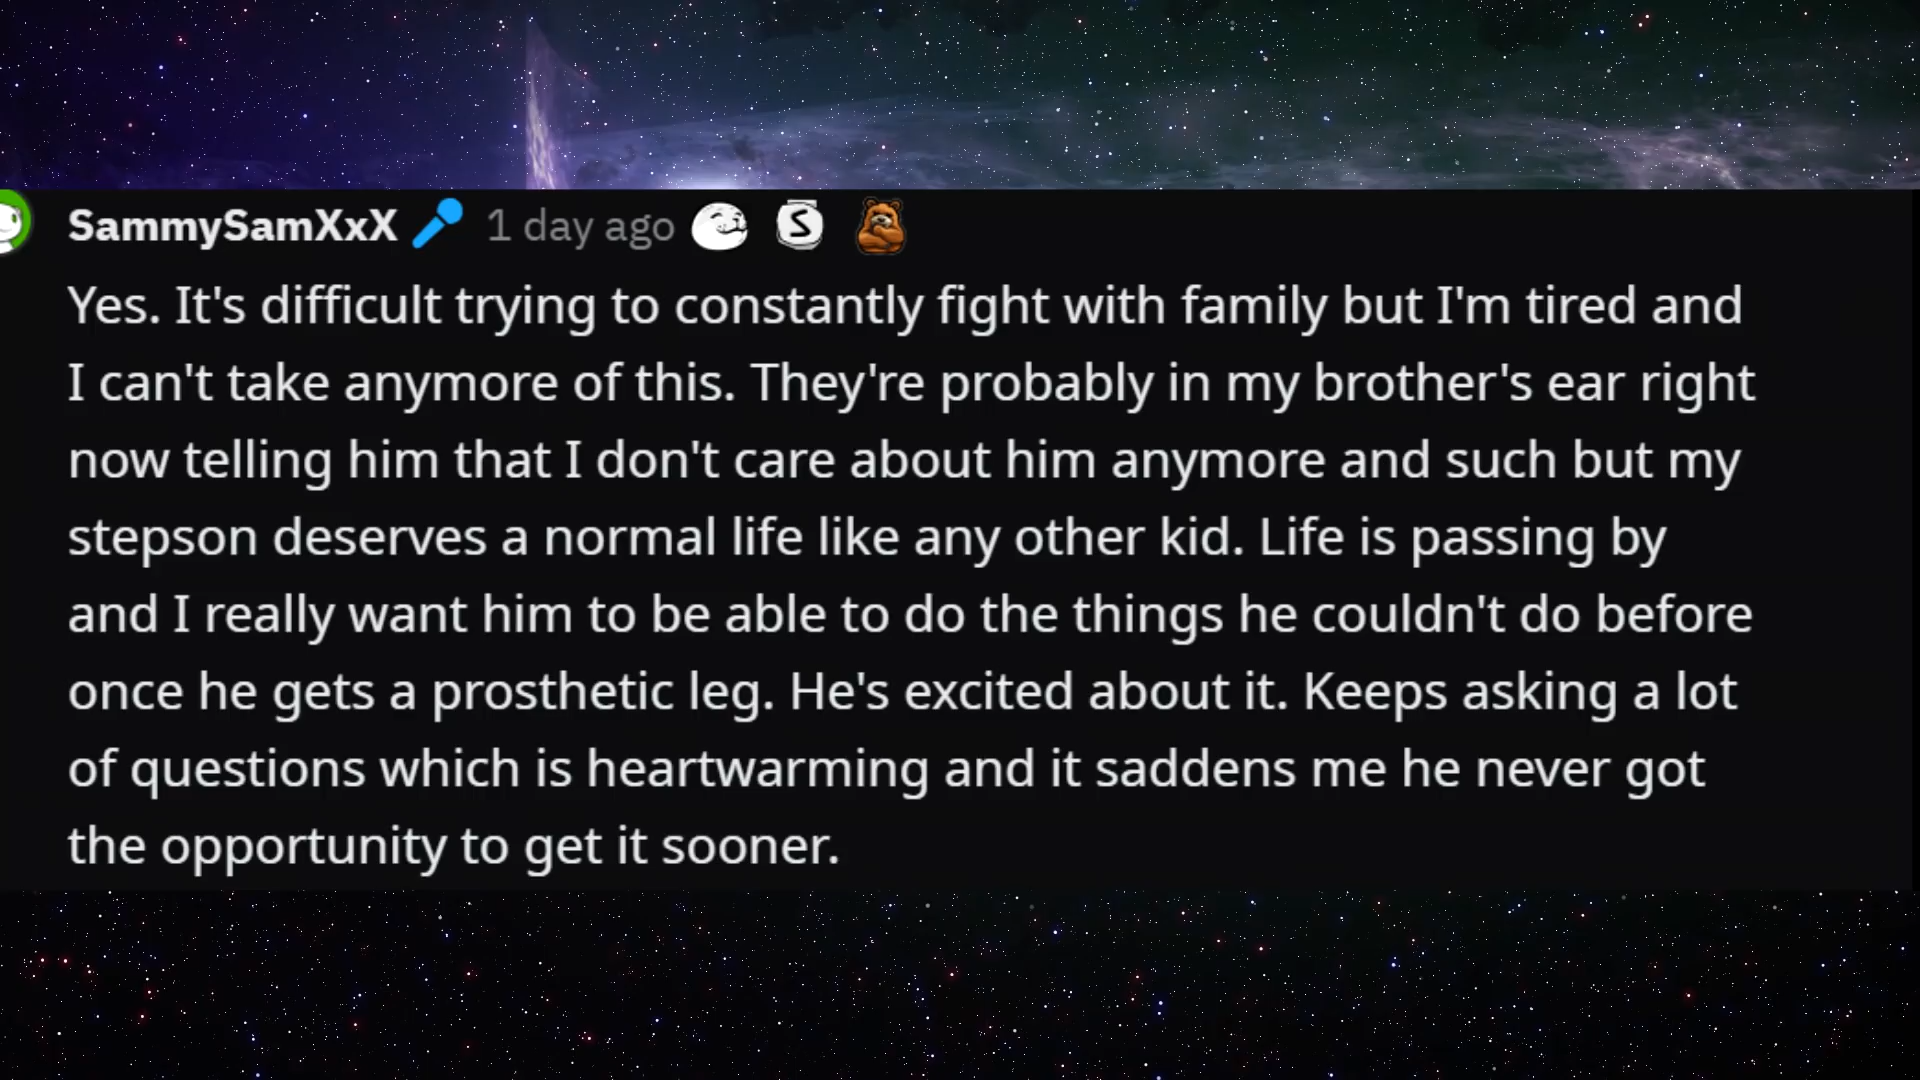 SammySamXxX 1 day ago
Yes. It's difficult trying to constantly fight with family but I'm tired and
I can't take anymore of this. They're probably in my brother's ear right
now telling him that I don't care about him anymore and such but my
stepson deserves a normal life like any other kid. Life is passing by
and I really want him to be able to do the things he couldn't do before
once he gets a prosthetic leg. He's excited about it. Keeps asking a lot
of questions which is heartwarming and it saddens me he never got
the opportunity to get it sooner.